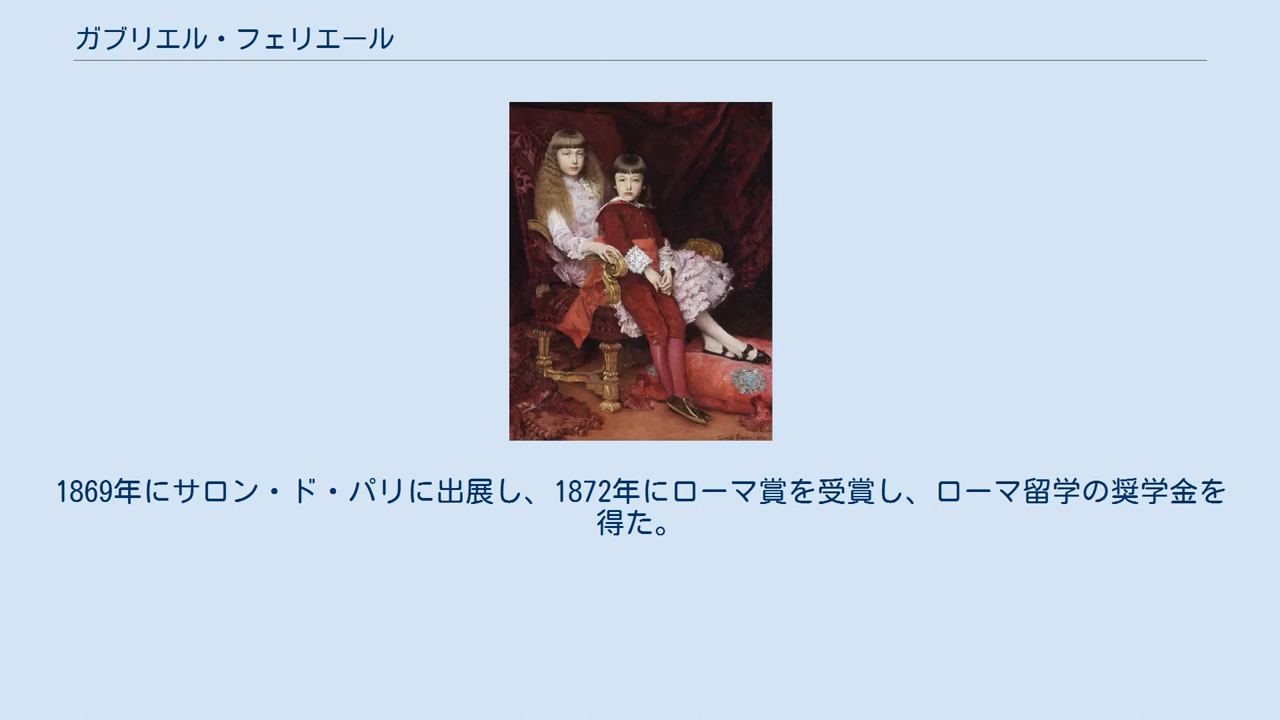 ガブリエル・フェリエール
1869年にサロン・ド・パリに出展し、1872年にローマ賞を受賞し、ローマ留学の奨学金を
得た。